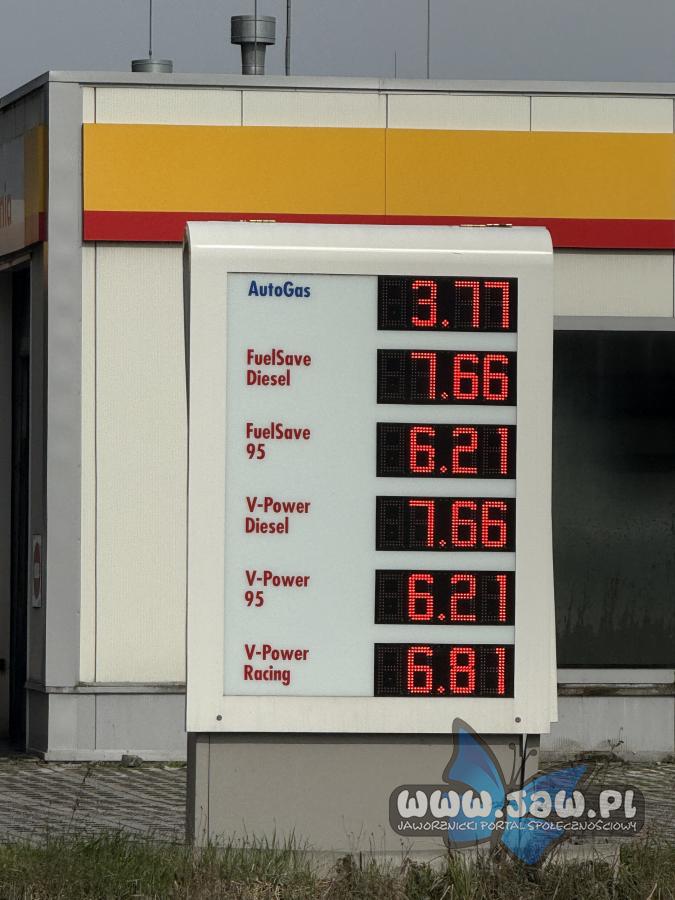 AutoGas 3.77
FuelSave
Diesel 7.66
FuelSave
95 6.21
V-Power
Diesel 7.66
V-Power
95 6.21
V-Power
Racing 6.81
www.JAW.PL
JAWORZNICKI PORTAL SPOŁECZNOŚCIOWY